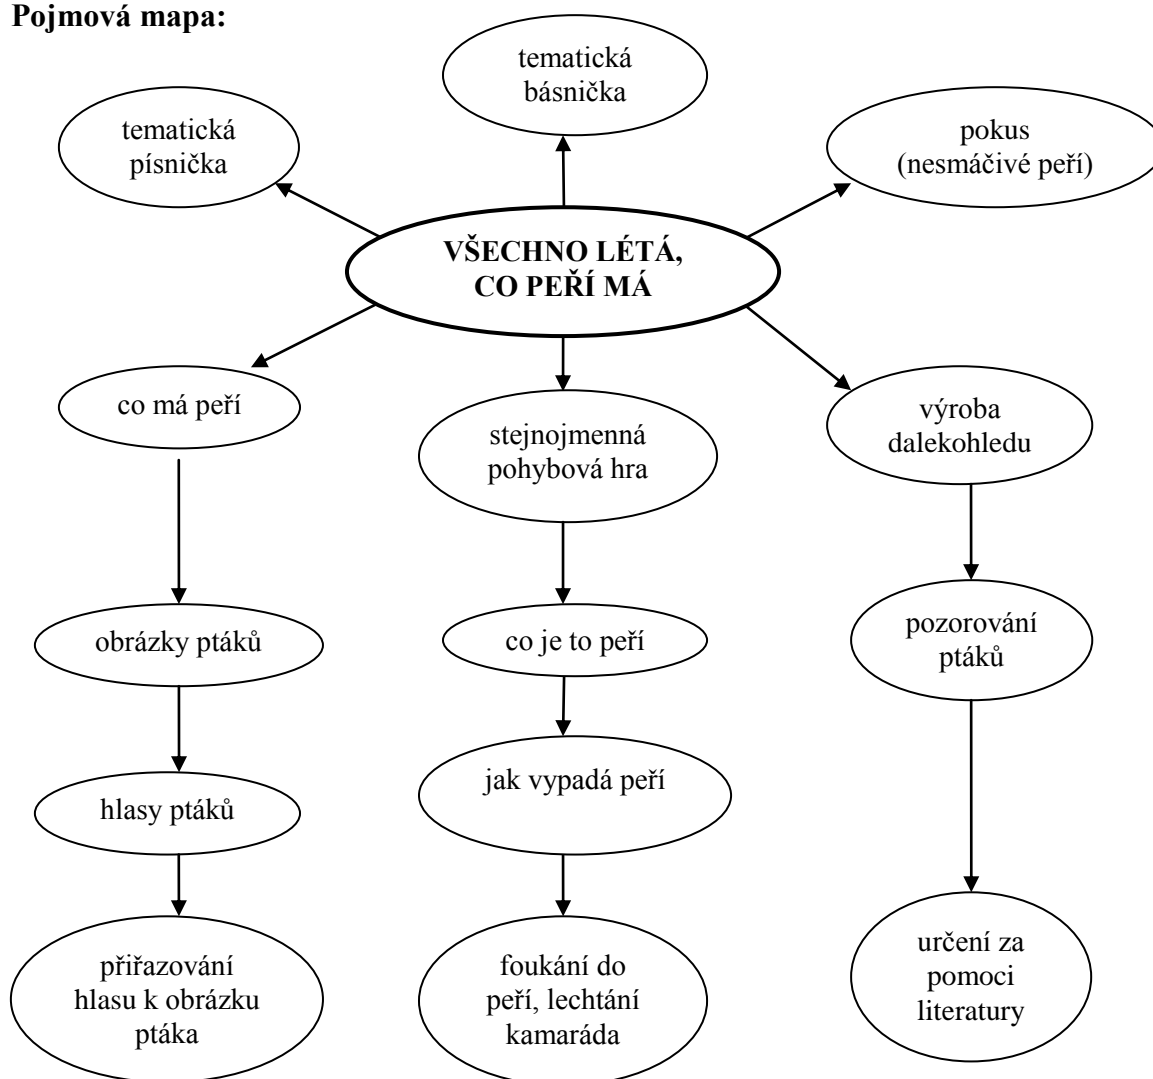 Pojmová mapa:
tematická
básnička
tematická
písnička
pokus
(nesmáčivé peří)
VŠECHNO LÉTÁ,
CO PEŘÍ MÁ
co má peří
stejnojmenná
pohybová hra
výroba
dalekohledu
obrázky ptáků
co je to peří
pozorování
ptáků
hlasy ptáků
jak vypadá peří
přiřazování
hlasu k obrázku
ptáka
foukání do
peří, lechtání
kamaráda
určení za
pomoci
literatury